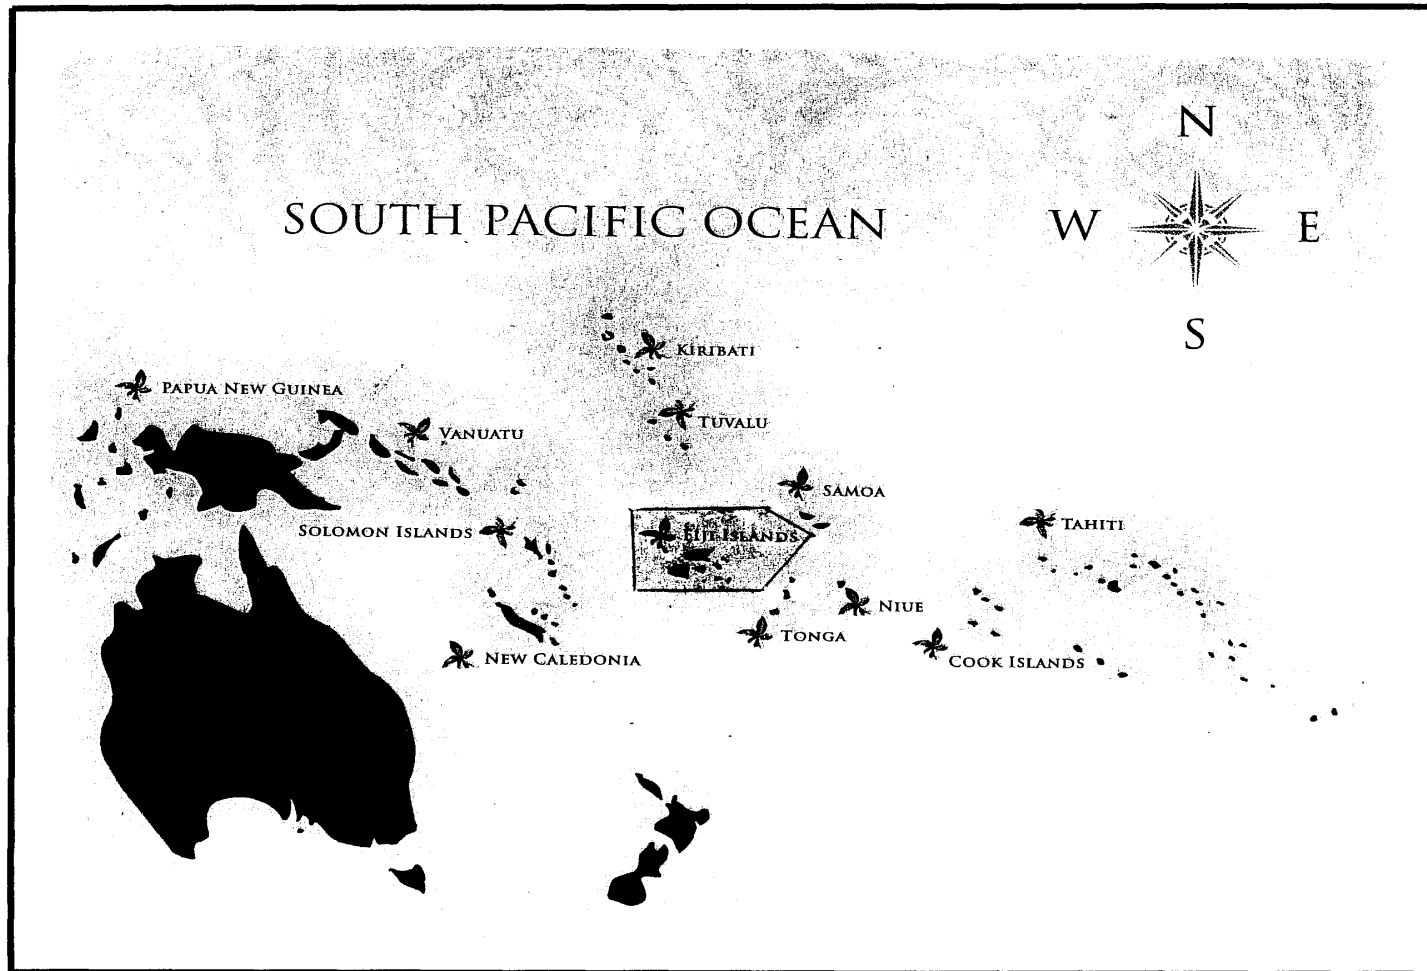 N
SOUTH PACIFIC OCEAN
W E
S
KIRIBATI
PAPUA NEW GUINEA
TUVALU
VANUATU
SAMOA
TAHITI
SOLOMON ISLANDS
FIJI ISLANDS
NIUE
TONGA
NEW CALEDONIA
COOK ISLANDS